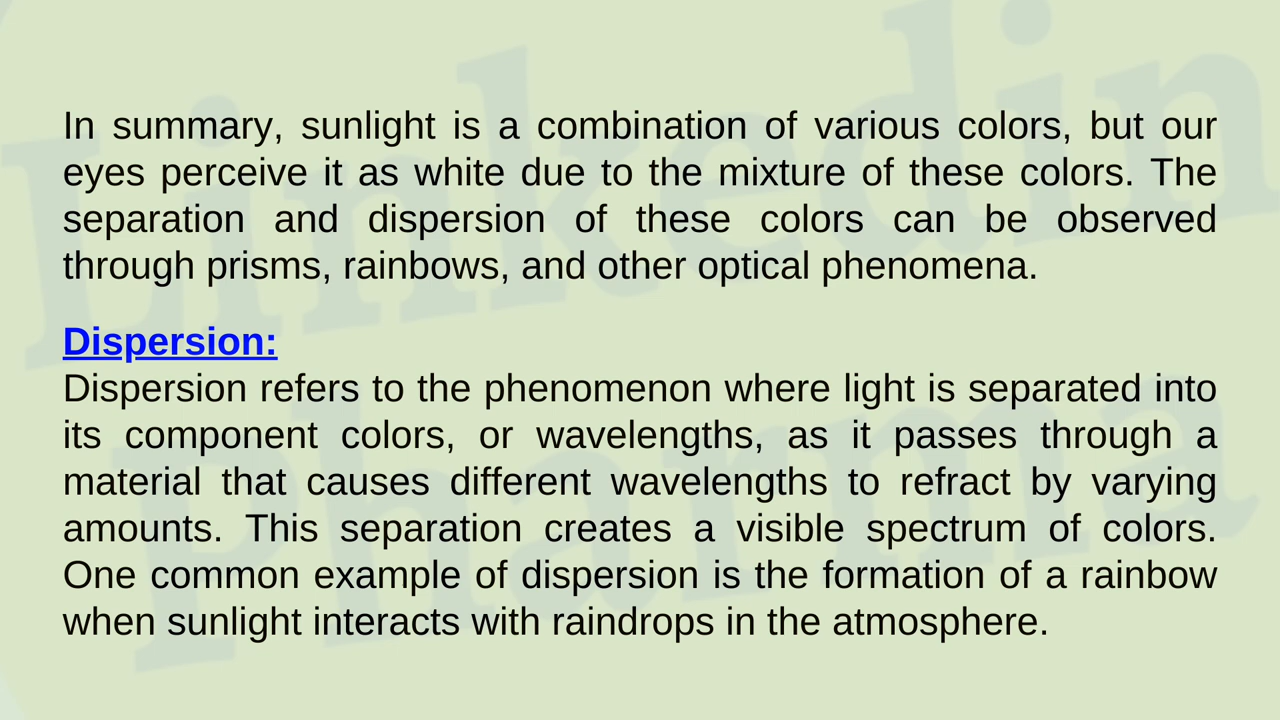 In summary, sunlight is a combination of various colors, but our
eyes perceive it as white due to the mixture of these colors. The
separation and dispersion of these colors can be observed
through prisms, rainbows, and other optical phenomena.
Dispersion:
Dispersion refers to the phenomenon where light is separated into
its component colors, or wavelengths, as it passes through a
material that causes different wavelengths to refract by varying
amounts. This separation creates a visible spectrum of colors.
One common example of dispersion is the formation of a rainbow
when sunlight interacts with raindrops in the atmosphere.
Linkedin
Pharma